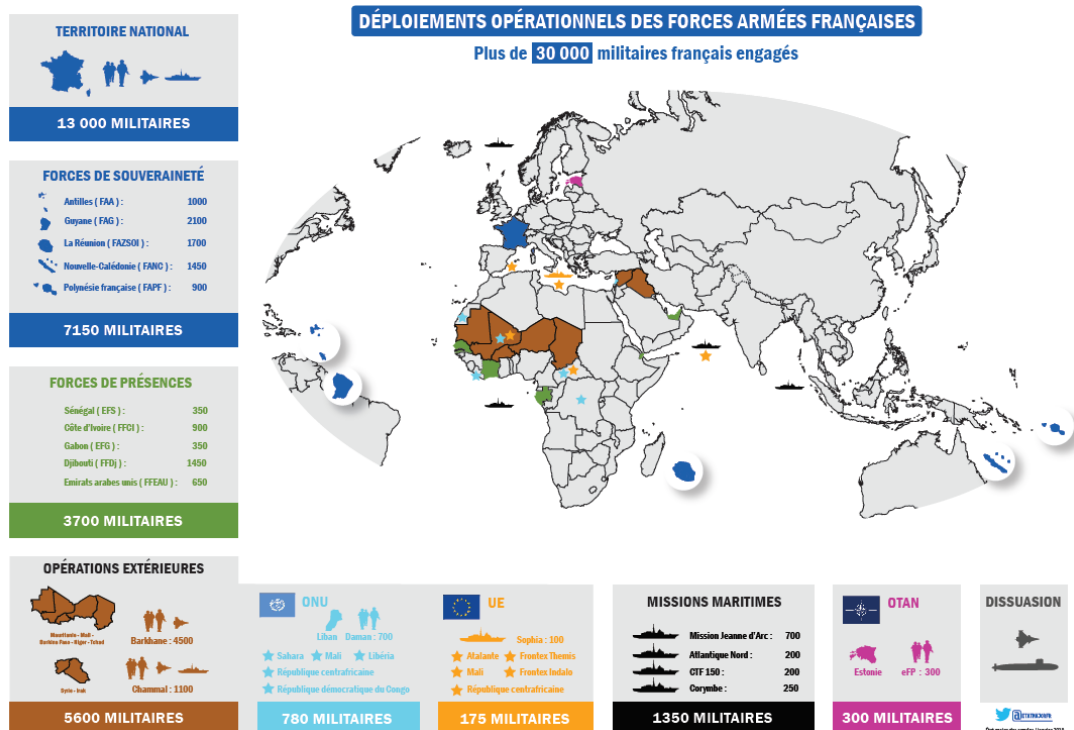 DÉPLOIEMENTS OPÉRATIONNELS DES FORCES ARMÉES FRANÇAISES
Plus de 30 000 militaires français engagés
TERRITOIRE NATIONAL
13 000 MILITAIRES
FORCES DE SOUVERAINETÉ
Antilles ( FAA ) : 1000
Guyane ( FAG ) : 2100
La Réunion ( FAZSOI ) : 1700
Nouvelle-Calédonie ( FANC ) : 1450
Polynésie française ( FAPF ) : 900
7150 MILITAIRES
FORCES DE PRÉSENCES
Sénégal ( EFS ) : 350
Côte d'Ivoire ( FFCI ) : 900
Gabon ( EFG ) : 350
Djibouti ( FFDj ) : 1450
Emirats arabes unis ( FFEAU ) : 650
3700 MILITAIRES
OPÉRATIONS EXTÉRIEURES
Mauritanie - Mali -
Burkina Faso - Niger - Tchad
Barkhane : 4500
Syrie - Irak
Chammal : 1100
5600 MILITAIRES
ONU
Liban Daman : 700
Sahara Mali Libéria
République centrafricaine
République démocratique du Congo
780 MILITAIRES
UE
Sophia : 100
Atalante Frontex Themis
Mali Frontex Indalo
République centrafricaine
175 MILITAIRES
MISSIONS MARITIMES
Mission Jeanne d'Arc : 700
Atlantique Nord : 200
CTF 150 : 200
Corymbe : 250
1350 MILITAIRES
OTAN
Estonie eFP : 300
300 MILITAIRES
DISSUASION